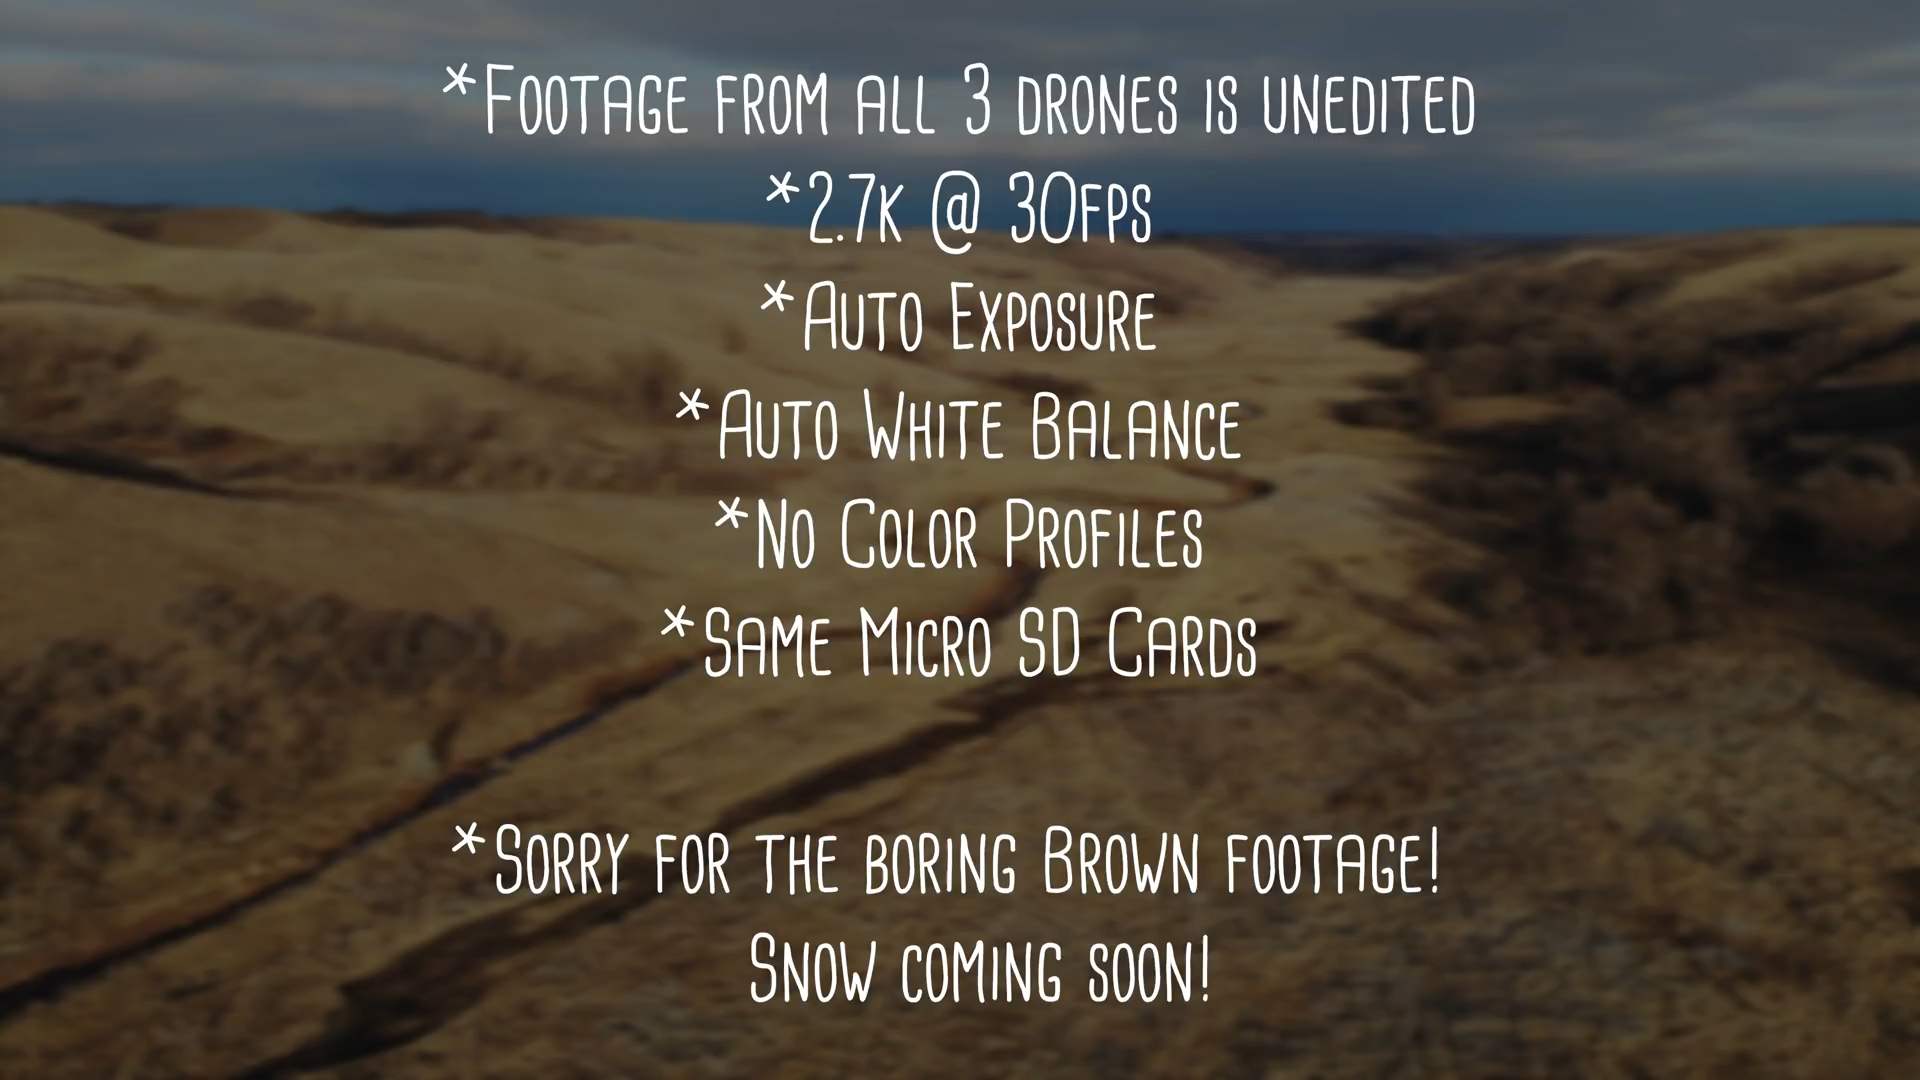 *Footage from all 3 drones is unedited
*2.7k @ 30fps
*Auto Exposure
*Auto White Balance
*No Color Profiles
*Same Micro SD Cards
*Sorry for the boring Brown footage!
Snow coming soon!